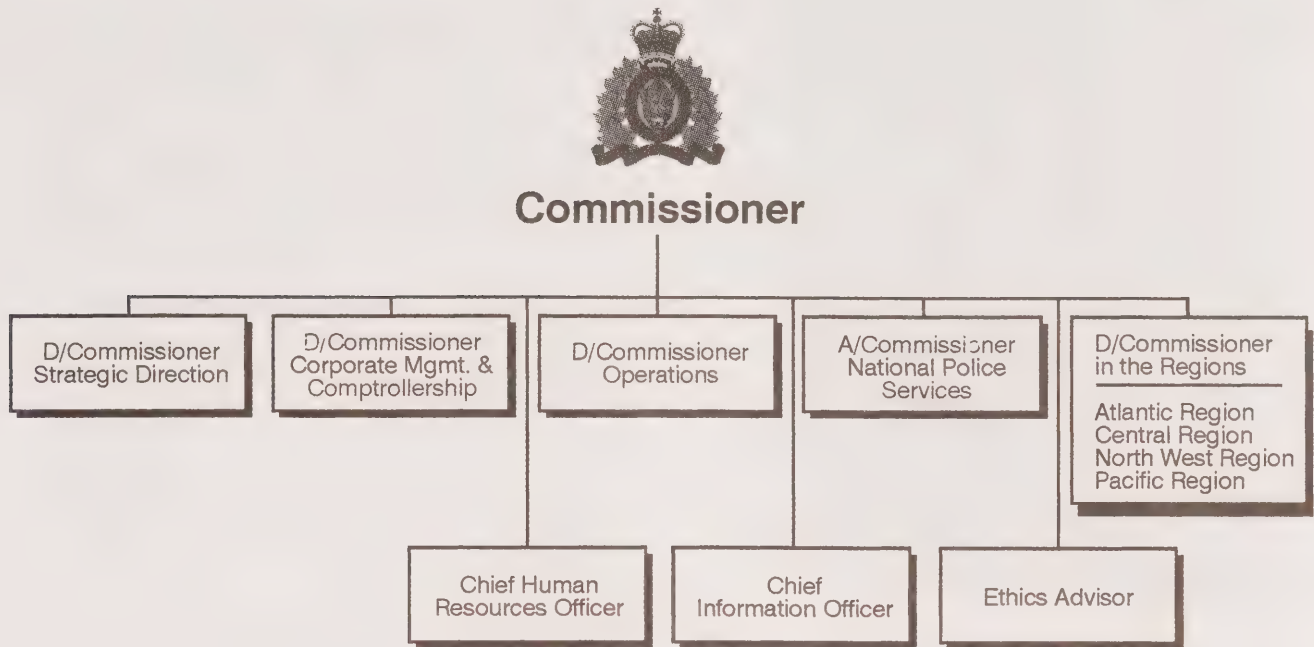 Commissioner
D/Commissioner
Strategic Direction
D/Commissioner
Corporate Mgmt. &
Comptrollership
D/Commissioner
Operations
A/Commissioner
National Police
Services
D/Commissioner
in the Regions
Atlantic Region
Central Region
North West Region
Pacific Region
Chief Human
Resources Officer
Chief
Information Officer
Ethics Advisor